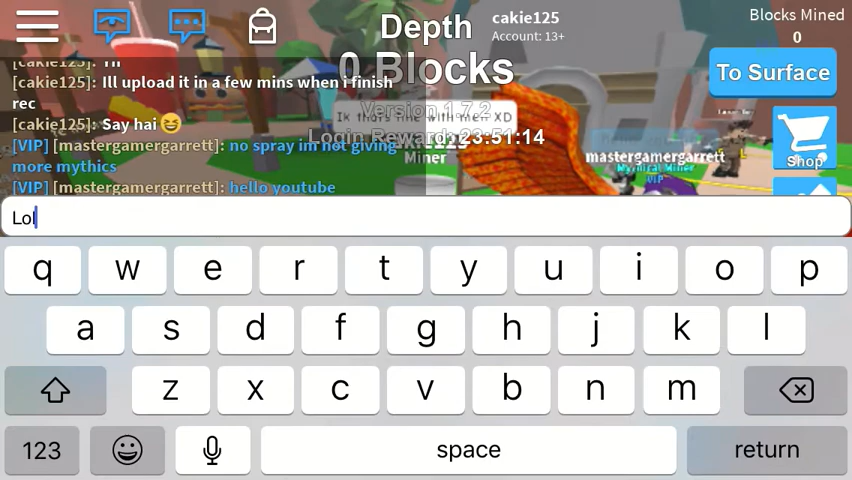 Depth
0 Blocks
Version 1.7.2
Login Reward: 23:51:14
cakie125
Account: 13+
Blocks Mined
0
To Surface
Shop
[cakie125]: Ill upload it in a few mins when i finish
rec
[cakie125]: Say hai 😆
[VIP] [mastergamergarrett]: no spray im not giving
more mythics
[VIP] [mastergamergarrett]: hello youtube
Ik thats fine with meh XD
Miner
mastergamergarrett
Mythical Miner
VIP
Lol
q w e r t y u i o p
a s d f g h j k l
z x c v b n m
123 space return